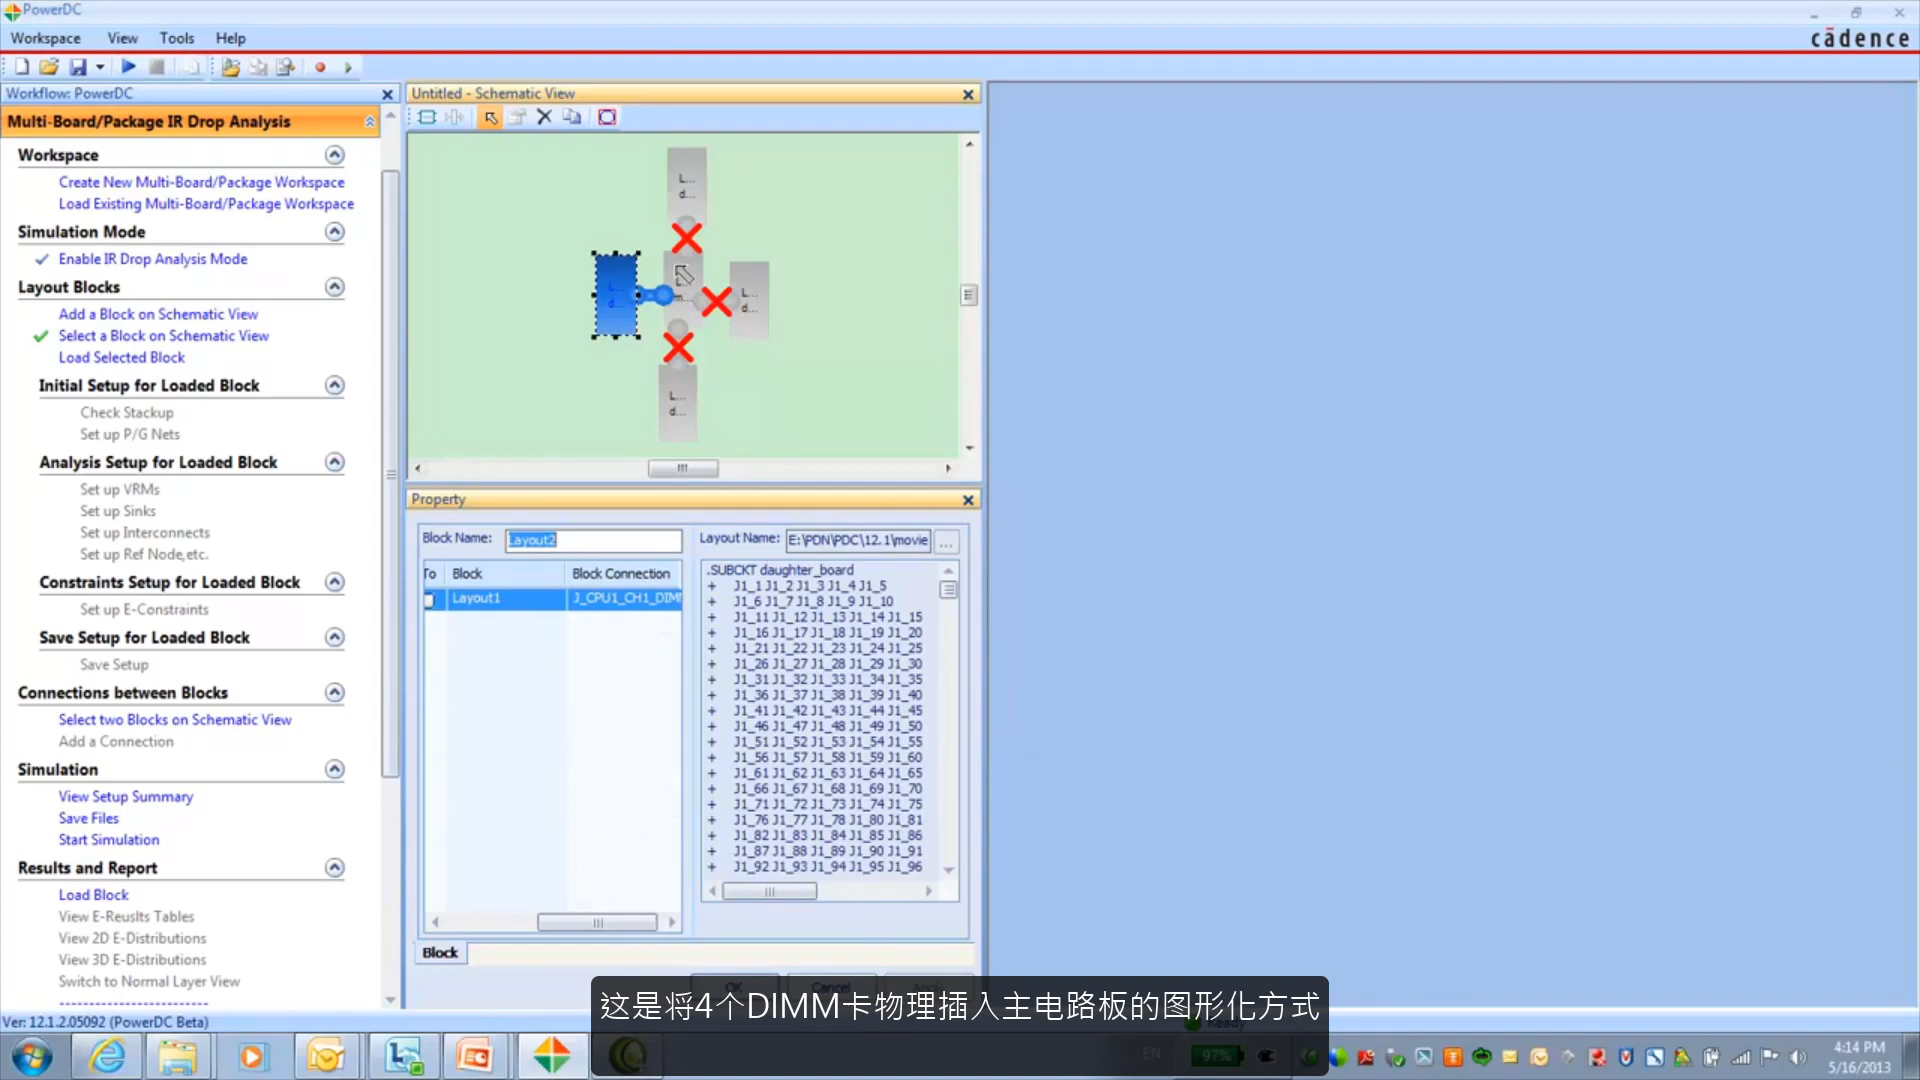 PowerDC
Workspace View Tools Help
cādence
Workflow: PowerDC
Multi-Board/Package IR Drop Analysis
Workspace
Create New Multi-Board/Package Workspace
Load Existing Multi-Board/Package Workspace
Simulation Mode
Enable IR Drop Analysis Mode
Layout Blocks
Add a Block on Schematic View
Select a Block on Schematic View
Load Selected Block
Initial Setup for Loaded Block
Check Stackup
Set up P/G Nets
Analysis Setup for Loaded Block
Set up VRMs
Set up Sinks
Set up Interconnects
Set up Ref Node,etc.
Constraints Setup for Loaded Block
Set up E-Constraints
Save Setup for Loaded Block
Save Setup
Connections between Blocks
Select two Blocks on Schematic View
Add a Connection
Simulation
View Setup Summary
Save Files
Start Simulation
Results and Report
Load Block
View E-Reuslts Tables
View 2D E-Distributions
View 3D E-Distributions
Switch to Normal Layer View
Untitled - Schematic View
L...
d...
L...
d...
L...
m...
L...
d...
L...
d...
Property
Block Name: Layout2
To Block Block Connection
Layout1 J_CPU1_CH1_DIM
Layout Name: E:\PDN\PDC\12.1\movie ...
.SUBCKT daughter_board
+ J1_1 J1_2 J1_3 J1_4 J1_5
+ J1_6 J1_7 J1_8 J1_9 J1_10
+ J1_11 J1_12 J1_13 J1_14 J1_15
+ J1_16 J1_17 J1_18 J1_19 J1_20
+ J1_21 J1_22 J1_23 J1_24 J1_25
+ J1_26 J1_27 J1_28 J1_29 J1_30
+ J1_31 J1_32 J1_33 J1_34 J1_35
+ J1_36 J1_37 J1_38 J1_39 J1_40
+ J1_41 J1_42 J1_43 J1_44 J1_45
+ J1_46 J1_47 J1_48 J1_49 J1_50
+ J1_51 J1_52 J1_53 J1_54 J1_55
+ J1_56 J1_57 J1_58 J1_59 J1_60
+ J1_61 J1_62 J1_63 J1_64 J1_65
+ J1_66 J1_67 J1_68 J1_69 J1_70
+ J1_71 J1_72 J1_73 J1_74 J1_75
+ J1_76 J1_77 J1_78 J1_80 J1_81
+ J1_82 J1_83 J1_84 J1_85 J1_86
+ J1_87 J1_88 J1_89 J1_90 J1_91
+ J1_92 J1_93 J1_94 J1_95 J1_96
Block
OK Cancel Apply
这是将4个DIMM卡物理插入主电路板的图形化方式
Ver: 12.1.2.05092 (PowerDC Beta)
Ready
EN
97%
4:14 PM
5/16/2013